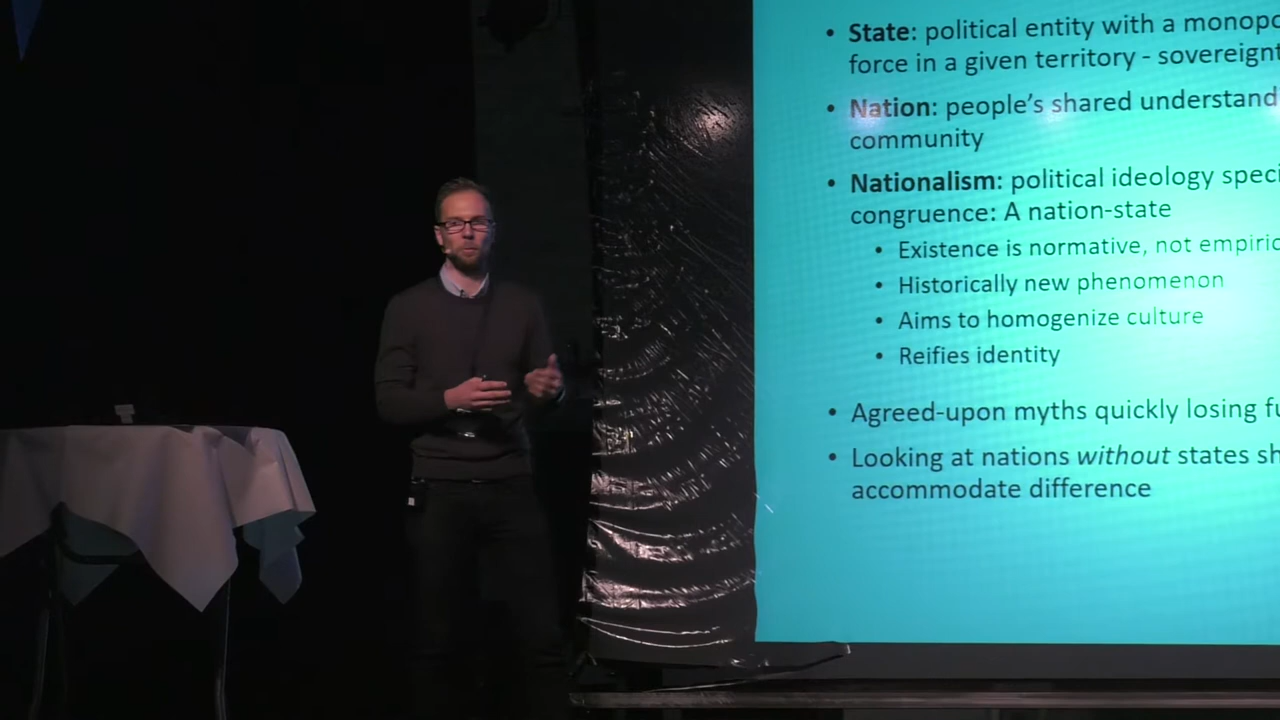 • State: political entity with a monopo
force in a given territory - sovereignt
• Nation: people's shared understand
community
• Nationalism: political ideology speci
congruence: A nation-state
• Existence is normative, not empiric
• Historically new phenomenon
• Aims to homogenize culture
• Reifies identity
• Agreed-upon myths quickly losing fu
• Looking at nations without states sh
accommodate difference